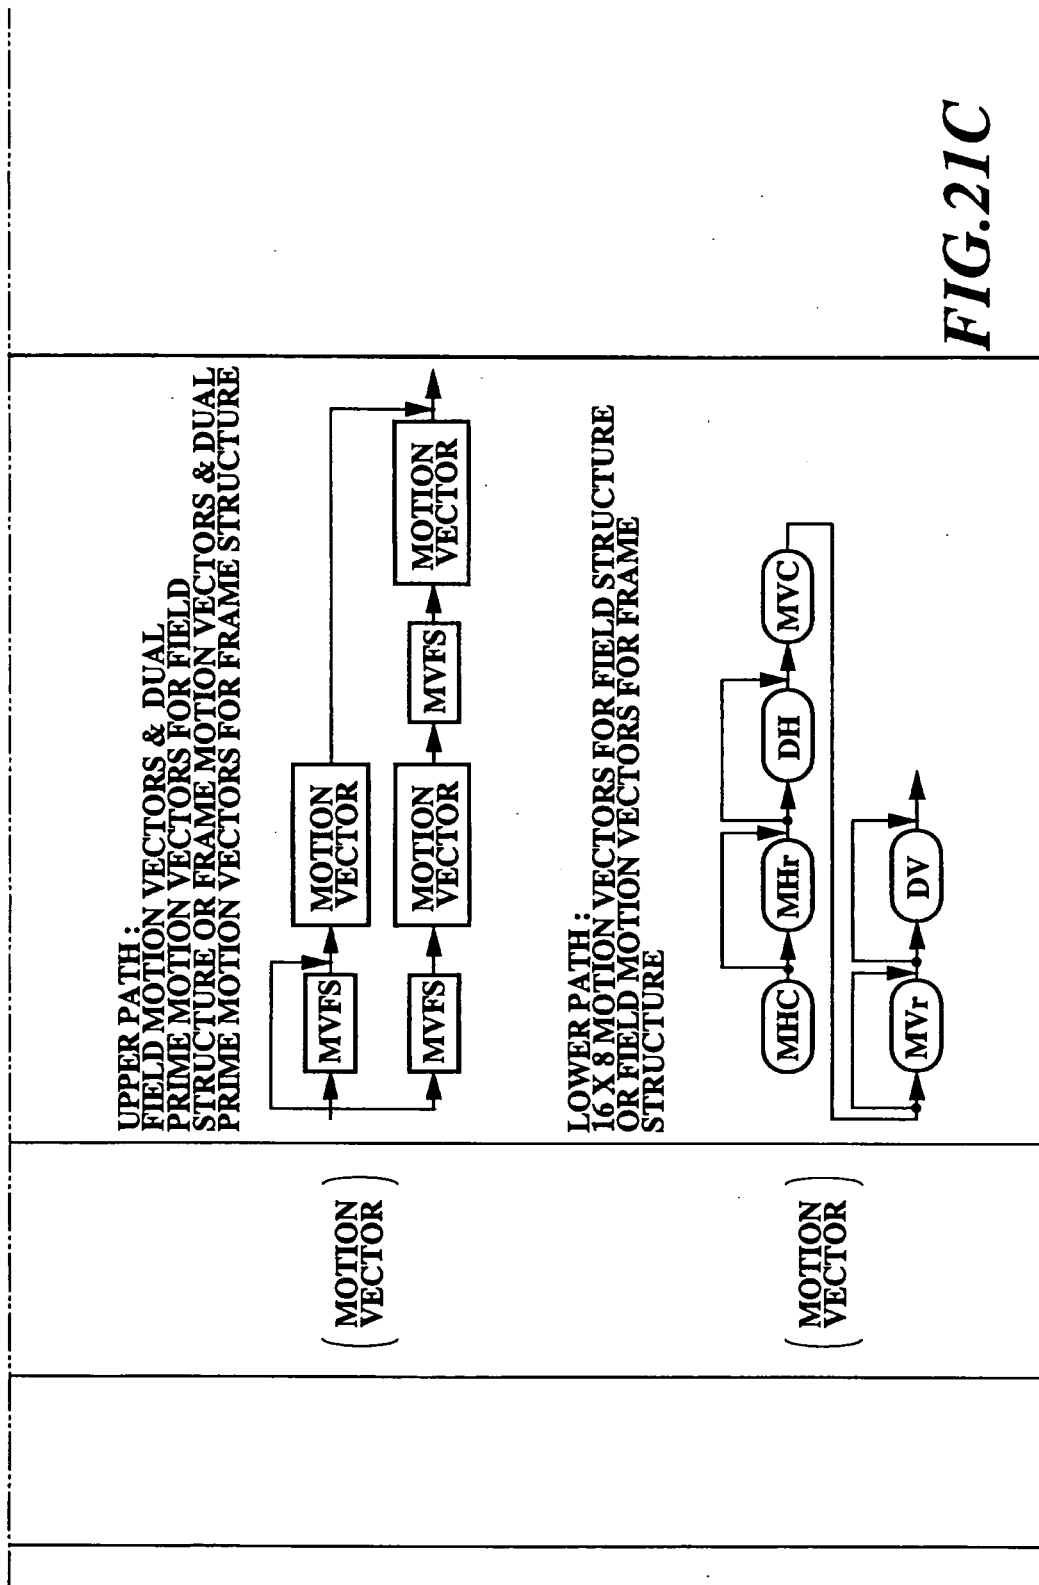 UPPER PATH :
FIELD MOTION VECTORS & DUAL
PRIME MOTION VECTORS FOR FIELD
STRUCTURE OR FRAME MOTION VECTORS & DUAL
PRIME MOTION VECTORS FOR FRAME STRUCTURE
MOTION
VECTOR
MVFS
MOTION
VECTOR
MVFS
MOTION
VECTOR
MVFS
MOTION
VECTOR
LOWER PATH :
16 X 8 MOTION VECTORS FOR FIELD STRUCTURE
OR FIELD MOTION VECTORS FOR FRAME
STRUCTURE
MOTION
VECTOR
MHC
MHr
DH
MVC
MVr
DV
FIG.21C